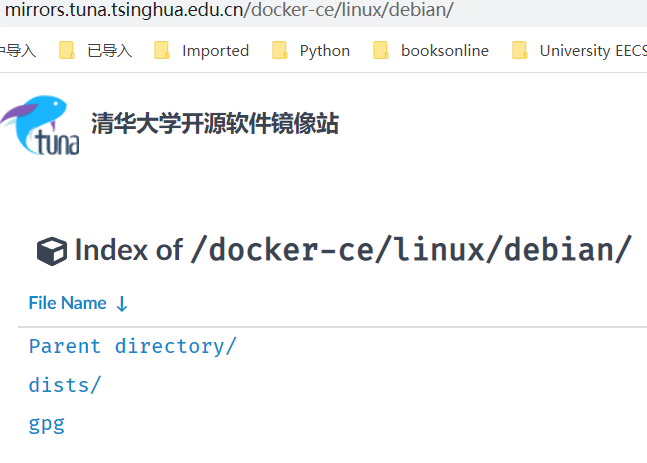 mirrors.tuna.tsinghua.edu.cn/docker-ce/linux/debian/
中导入 已导入 Imported Python booksonline University EECS
tuna 清华大学开源软件镜像站
Index of /docker-ce/linux/debian/
File Name ↓
Parent directory/
dists/
gpg